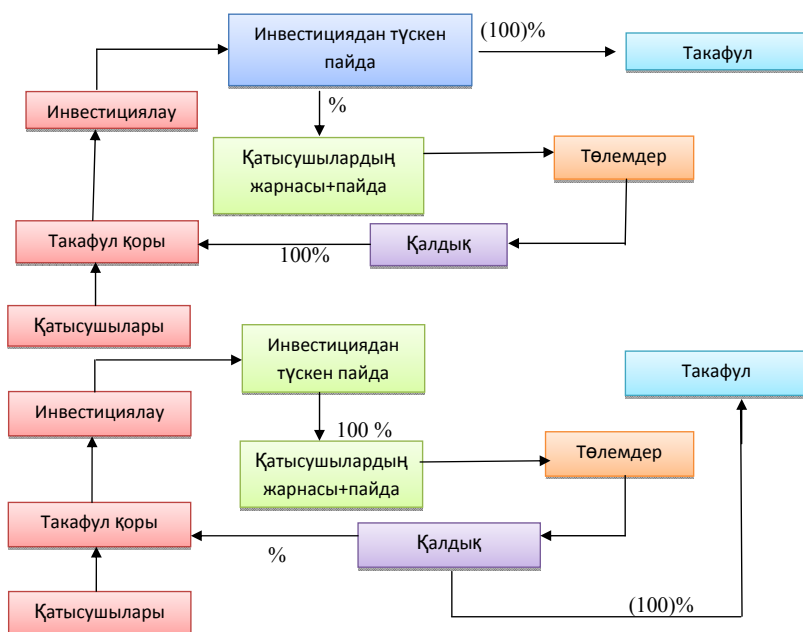 Инвестициядан түскен
пайда
(100)%
Такафул
Инвестициялау
%
Қатысушылардың
жарнасы+пайда
Төлемдер
Такафул қоры
100%
Қалдық
Қатысушылары
Инвестициядан
түскен пайда
Такафул
Инвестициялау
100 %
Қатысушылардың
жарнасы+пайда
Төлемдер
Такафул қоры
%
Қалдық
Қатысушылары
(100)%